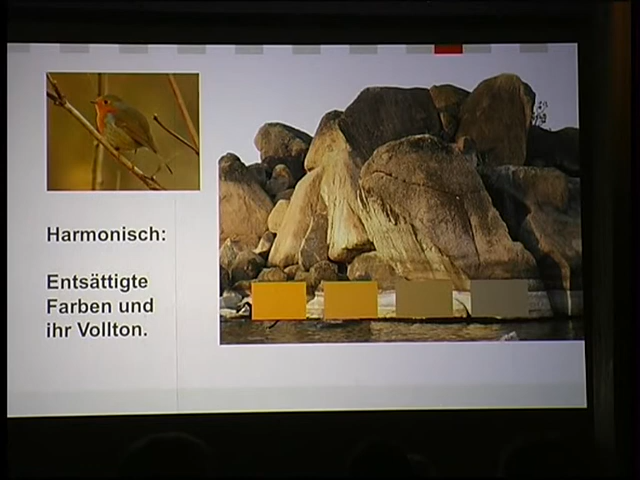 Harmonisch:
Entsättigte
Farben und
ihr Vollton.